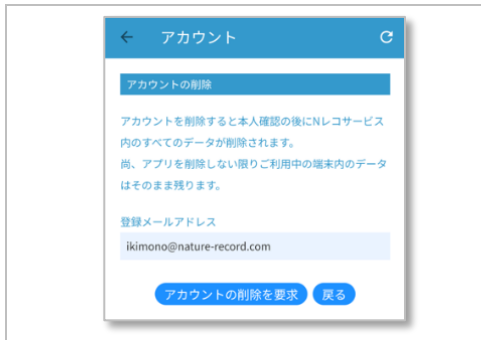 アカウント
アカウントの削除
アカウントを削除すると本人確認の後にNレコサービス
内のすべてのデータが削除されます。
尚、アプリを削除しない限りご利用中の端末内のデータ
はそのまま残ります。
登録メールアドレス
ikimono@nature-record.com
アカウントの削除を要求 戻る